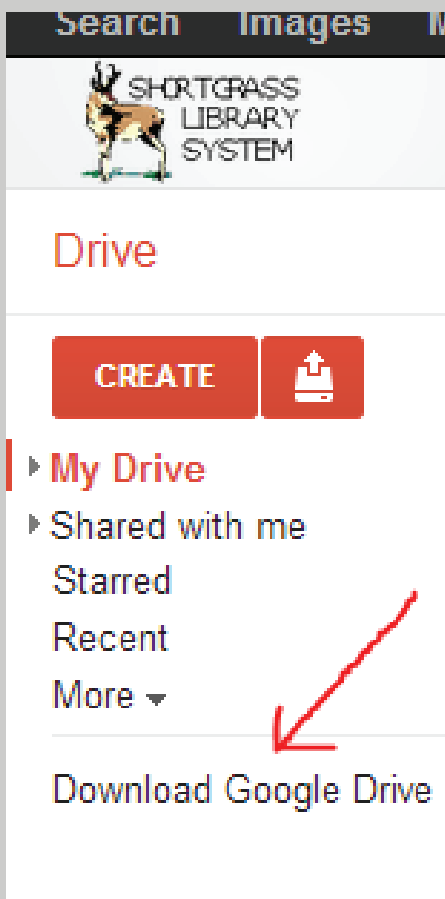 Search Images M
SHORTGRASS
LIBRARY
SYSTEM
Drive
CREATE
My Drive
Shared with me
Starred
Recent
More
Download Google Drive